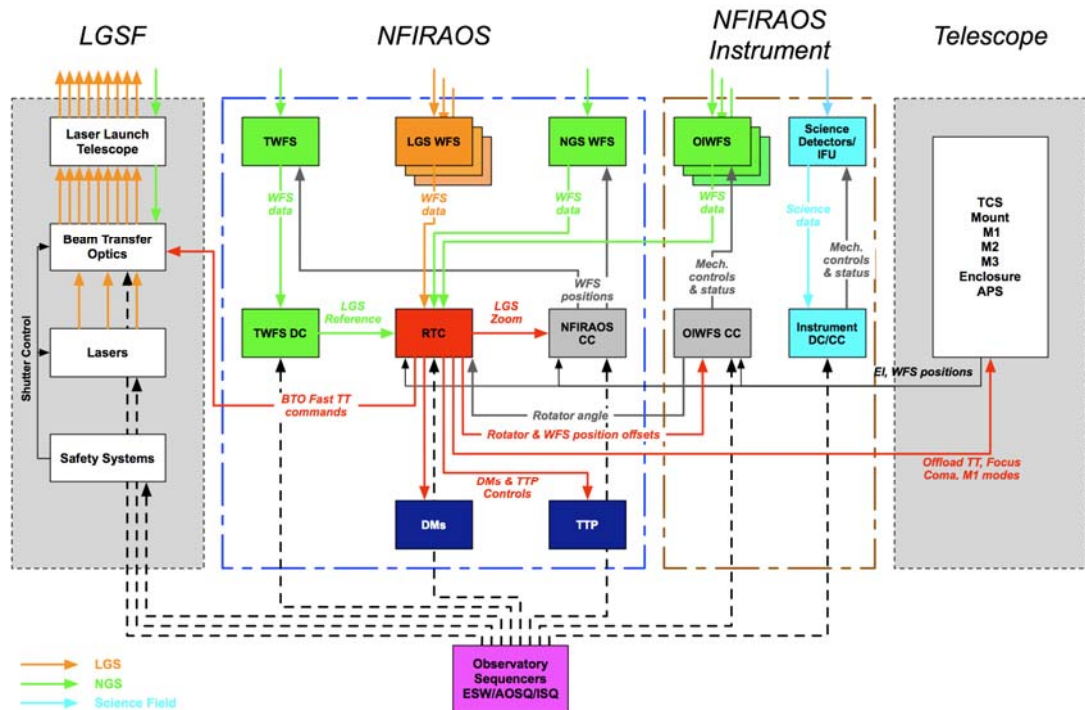 LGSF
NFIRAOS
NFIRAOS
Instrument
Telescope
Laser Launch
Telescope
TWFS
LGS WFS
NGS WFS
OIWFS
Science
Detectors/
IFU
WFS
data
WFS
data
WFS
data
WFS
data
Science
data
TCS
Mount
M1
M2
M3
Enclosure
APS
Beam Transfer
Optics
Mech.
controls
& status
Mech.
controls
& status
WFS
positions
LGS
Reference
LGS
Zoom
Shutter Control
Lasers
TWFS DC
RTC
NFIRAOS
CC
OIWFS CC
Instrument
DC/CC
EI, WFS positions
BTO Fast TT
commands
Rotator angle
Rotator & WFS position offsets
Safety Systems
Offload TT, Focus
Coma, M1 modes
DMs & TTP
Controls
DMs
TTP
Observatory
Sequencers
ESW/AOSQ/ISQ
LGS
NGS
Science Field